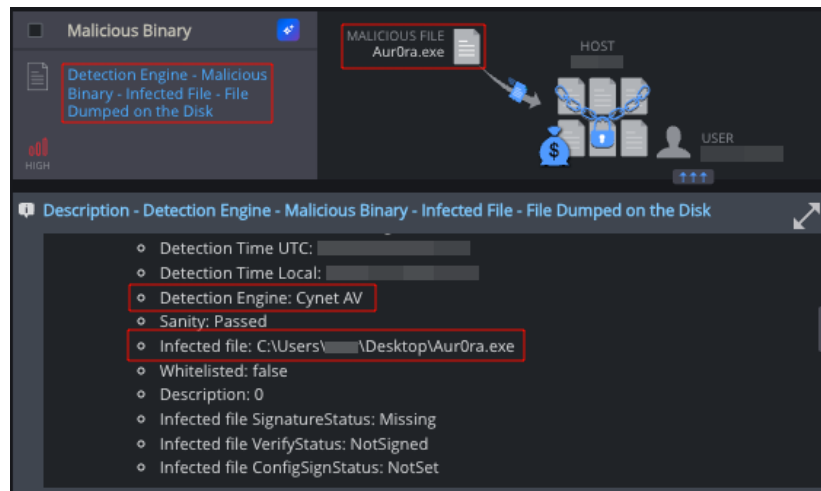 Malicious Binary
Detection Engine - Malicious
Binary - Infected File - File
Dumped on the Disk
HIGH
MALICIOUS FILE
Aur0ra.exe
HOST
$
USER
Description - Detection Engine - Malicious Binary - Infected File - File Dumped on the Disk
Detection Time UTC:
Detection Time Local:
Detection Engine: Cynet AV
Sanity: Passed
Infected file: C:\Users\ \Desktop\Aur0ra.exe
Whitelisted: false
Description: 0
Infected file SignatureStatus: Missing
Infected file VerifyStatus: NotSigned
Infected file ConfigSignStatus: NotSet